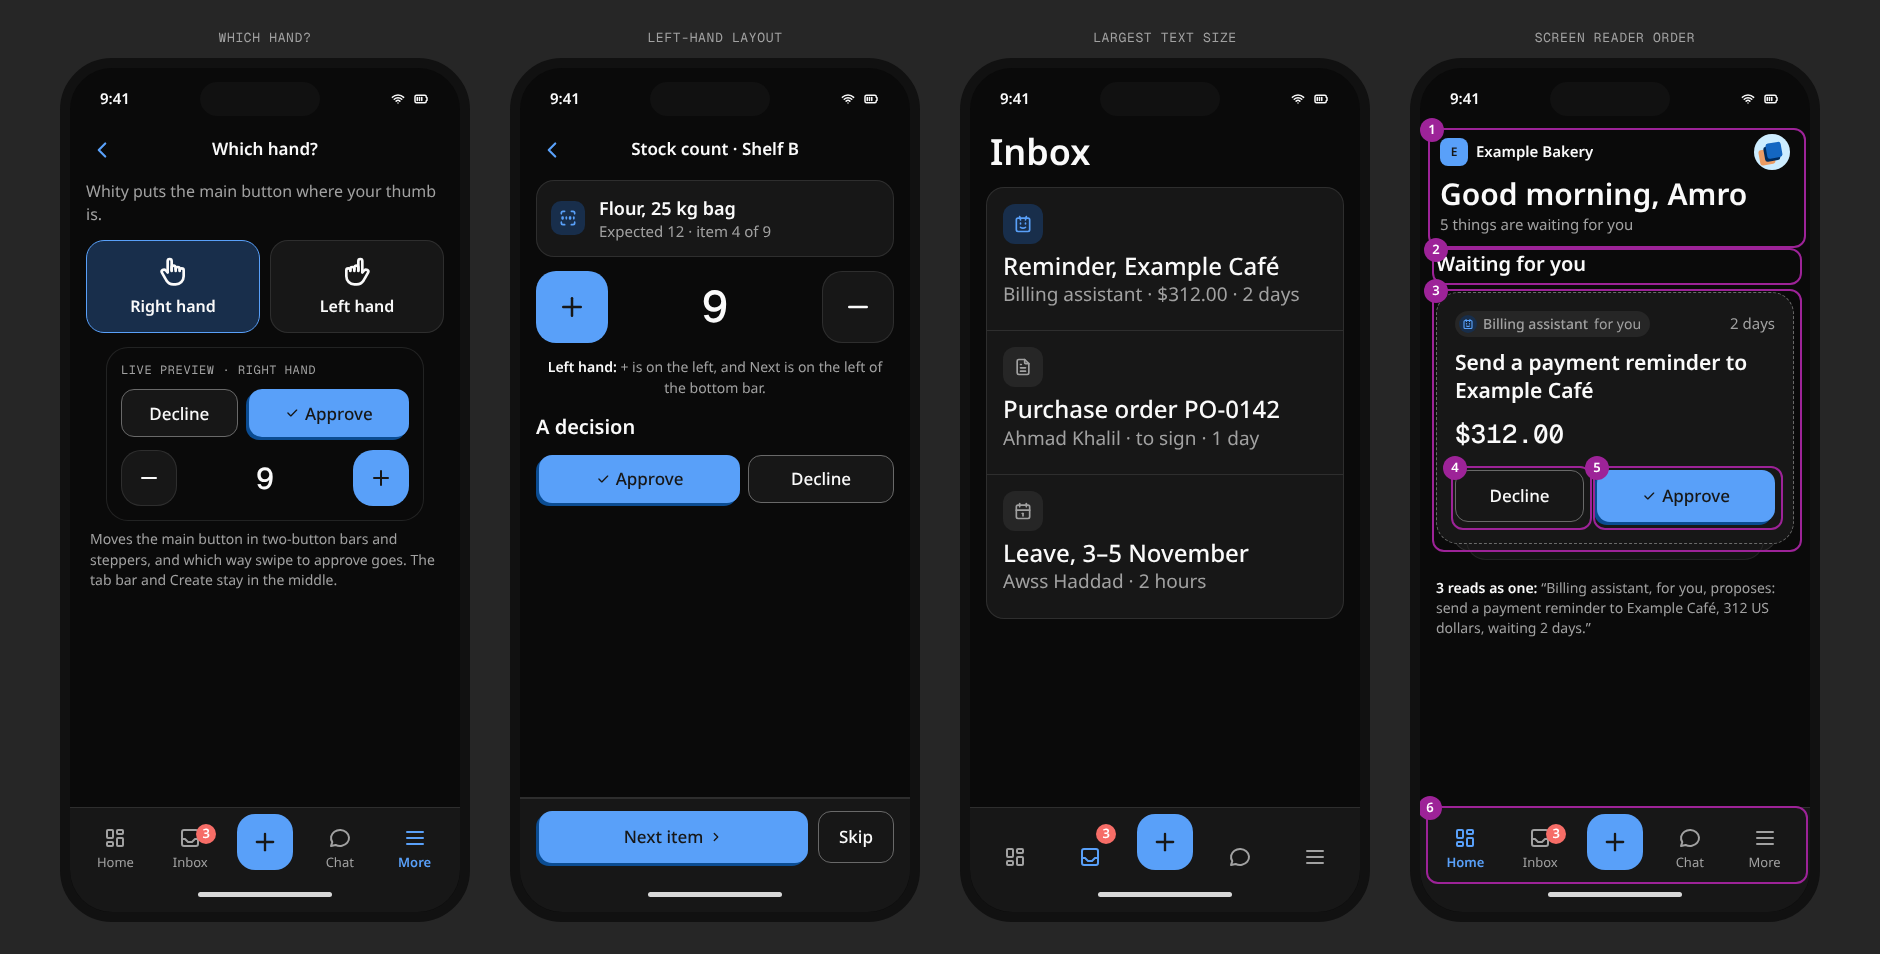 WHICH HAND?
9:41
Which hand?
Whity puts the main button where your thumb
is.
Right hand
Left hand
LIVE PREVIEW · RIGHT HAND
Decline
Approve
9
Moves the main button in two-button bars and
steppers, and which way swipe to approve goes. The
tab bar and Create stay in the middle.
Home
Inbox
3
Chat
More
LEFT-HAND LAYOUT
9:41
Stock count · Shelf B
Flour, 25 kg bag
Expected 12 · item 4 of 9
9
Left hand: + is on the left, and Next is on the left of
the bottom bar.
A decision
Approve
Decline
Next item
Skip
LARGEST TEXT SIZE
9:41
Inbox
Reminder, Example Café
Billing assistant · $312.00 · 2 days
Purchase order PO-0142
Ahmad Khalil · to sign · 1 day
Leave, 3–5 November
Awss Haddad · 2 hours
3
SCREEN READER ORDER
9:41
1
E
Example Bakery
Good morning, Amro
5 things are waiting for you
2
Waiting for you
3
Billing assistant for you
2 days
Send a payment reminder to
Example Café
$312.00
4
Decline
5
Approve
3 reads as one: “Billing assistant, for you, proposes:
send a payment reminder to Example Café, 312 US
dollars, waiting 2 days.”
6
Home
Inbox
3
Chat
More